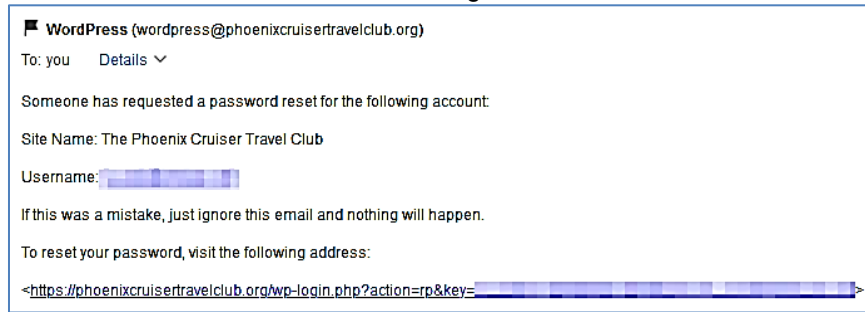 WordPress (wordpress@phoenixcruisertravelclub.org)
To: you Details
Someone has requested a password reset for the following account:
Site Name: The Phoenix Cruiser Travel Club
Username:
If this was a mistake, just ignore this email and nothing will happen.
To reset your password, visit the following address:
<https://phoenixcruisertravelclub.org/wp-login.php?action=rp&key= >